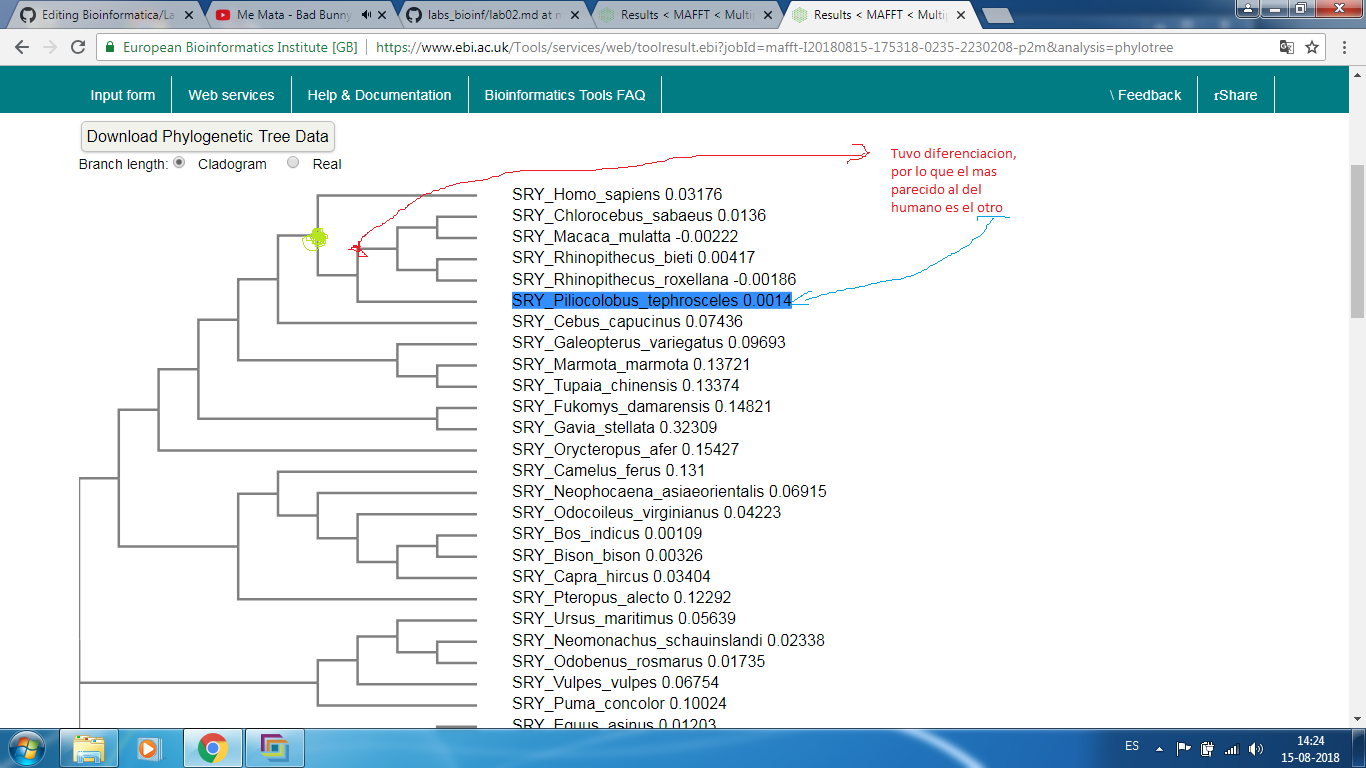 Editing Bioinformatica/La
Me Mata - Bad Bunny
labs_bioinf/lab02.md at n
Results < MAFFT < Multip
Results < MAFFT < Multip
European Bioinformatics Institute [GB]
https://www.ebi.ac.uk/Tools/services/web/toolresult.ebi?jobId=mafft-I20180815-175318-0235-2230208-p2m&analysis=phylotree
Input form
Web services
Help & Documentation
Bioinformatics Tools FAQ
\ Feedback
rShare
Download Phylogenetic Tree Data
Branch length: Cladogram Real
Tuvo diferenciacion,
por lo que el mas
parecido al del
humano es el otro
SRY_Homo_sapiens 0.03176
SRY_Chlorocebus_sabaeus 0.0136
SRY_Macaca_mulatta -0.00222
SRY_Rhinopithecus_bieti 0.00417
SRY_Rhinopithecus_roxellana -0.00186
SRY_Piliocolobus_tephrosceles 0.0014
SRY_Cebus_capucinus 0.07436
SRY_Galeopterus_variegatus 0.09693
SRY_Marmota_marmota 0.13721
SRY_Tupaia_chinensis 0.13374
SRY_Fukomys_damarensis 0.14821
SRY_Gavia_stellata 0.32309
SRY_Orycteropus_afer 0.15427
SRY_Camelus_ferus 0.131
SRY_Neophocaena_asiaeorientalis 0.06915
SRY_Odocoileus_virginianus 0.04223
SRY_Bos_indicus 0.00109
SRY_Bison_bison 0.00326
SRY_Capra_hircus 0.03404
SRY_Pteropus_alecto 0.12292
SRY_Ursus_maritimus 0.05639
SRY_Neomonachus_schauinslandi 0.02338
SRY_Odobenus_rosmarus 0.01735
SRY_Vulpes_vulpes 0.06754
SRY_Puma_concolor 0.10024
SRY_Equus_asinus 0.01203
ES
14:24
15-08-2018